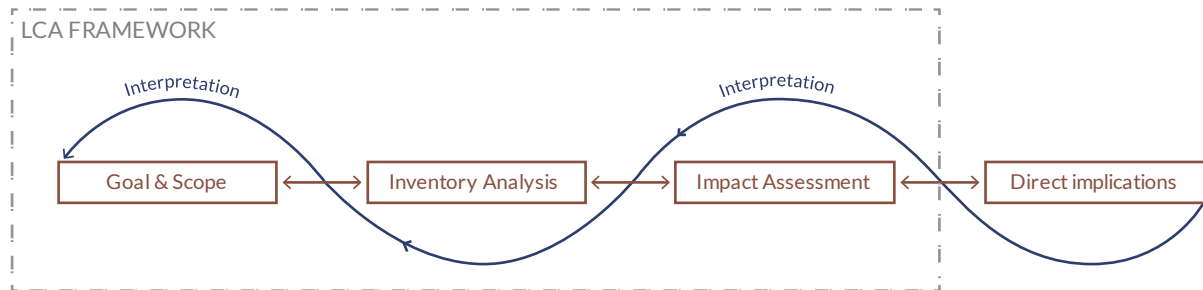 LCA FRAMEWORK
Interpretation
Interpretation
Goal & Scope
Inventory Analysis
Impact Assessment
Direct implications